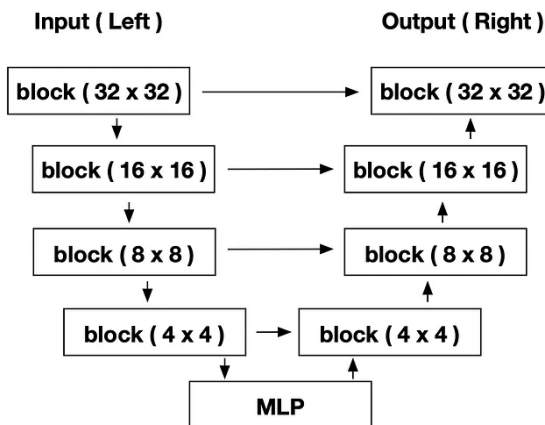 Input ( Left )
Output ( Right )
block ( 32 x 32 )
block ( 32 x 32 )
block ( 16 x 16 )
block ( 16 x 16 )
block ( 8 x 8 )
block ( 8 x 8 )
block ( 4 x 4 )
block ( 4 x 4 )
MLP